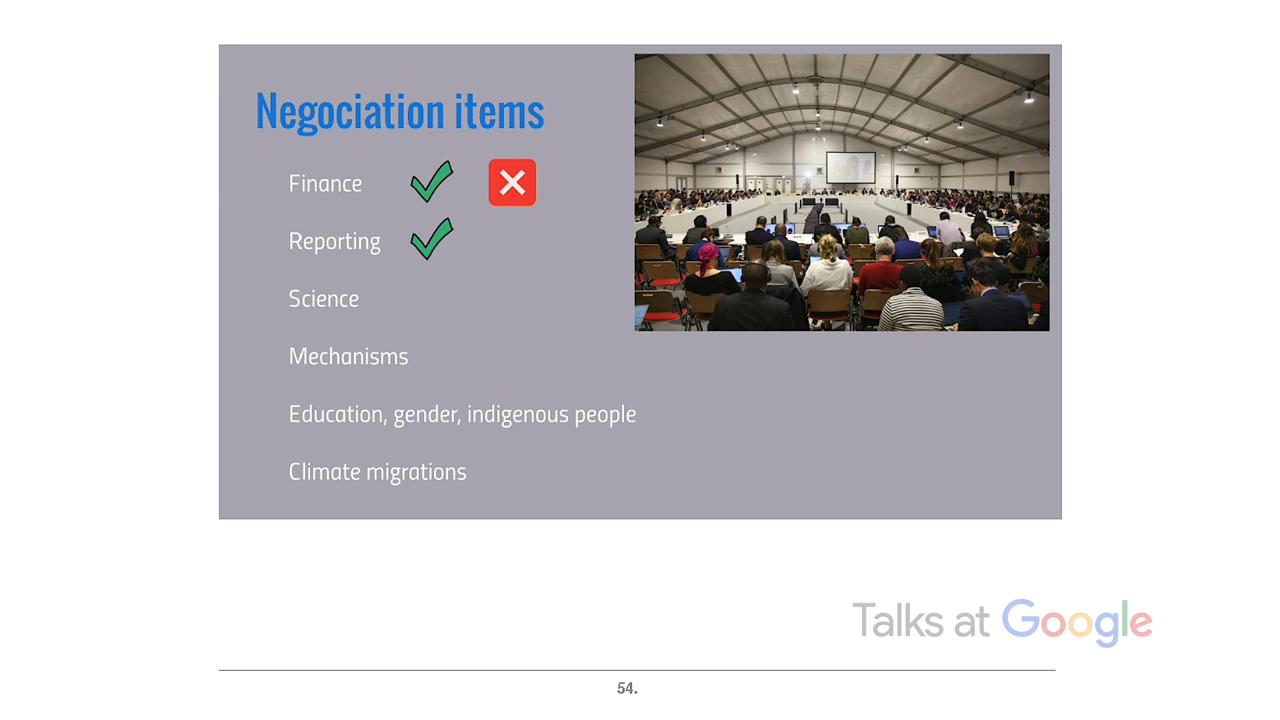 Negociation items
Finance
Reporting
Science
Mechanisms
Education, gender, indigenous people
Climate migrations
Talks at Google
54.